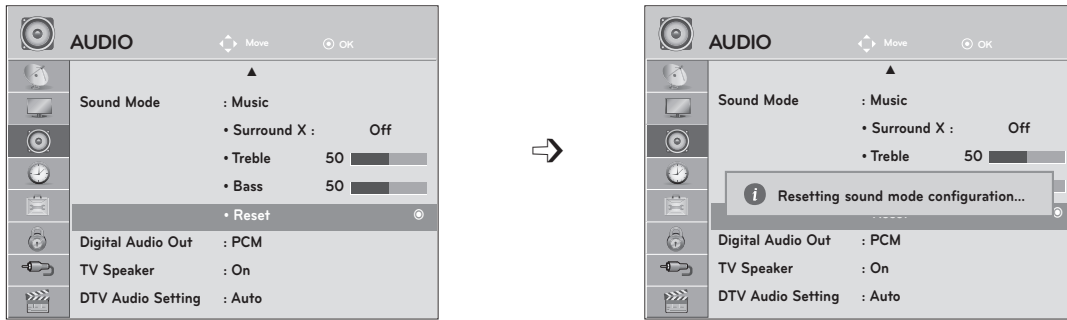 AUDIO Move OK
▲
Sound Mode : Music
• Surround X : Off
• Treble 50
• Bass 50
• Reset
Digital Audio Out : PCM
TV Speaker : On
DTV Audio Setting : Auto
AUDIO Move OK
▲
Sound Mode : Music
• Surround X : Off
• Treble 50
i Resetting sound mode configuration...
Digital Audio Out : PCM
TV Speaker : On
DTV Audio Setting : Auto